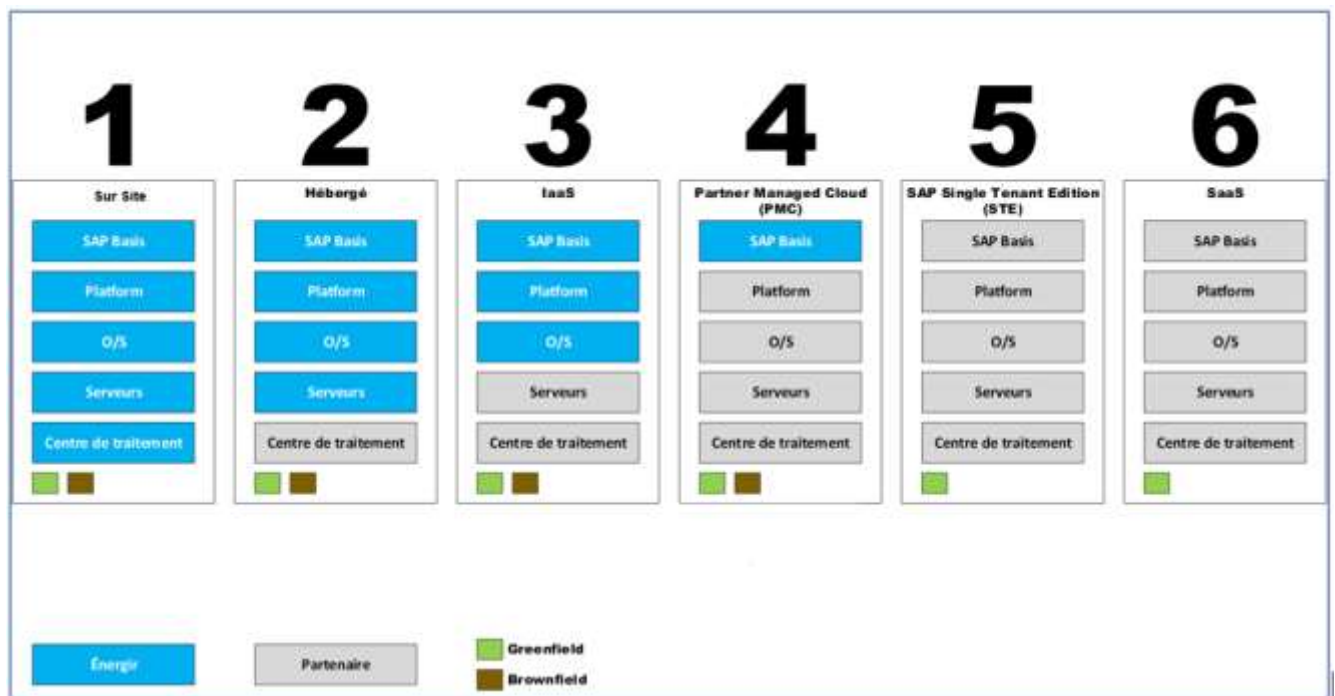 1 2 3 4 5 6
Sur Site Hébergé IaaS Partner Managed Cloud SAP Single Tenant Edition SaaS
(PMC) (STE)
SAP Basis SAP Basis SAP Basis SAP Basis SAP Basis SAP Basis
Platform Platform Platform Platform Platform Platform
O/S O/S O/S O/S O/S O/S
Serveurs Serveurs Serveurs Serveurs Serveurs Serveurs
Centre de traitement Centre de traitement Centre de traitement Centre de traitement Centre de traitement Centre de traitement
Énergir Partenaire Greenfield
Brownfield